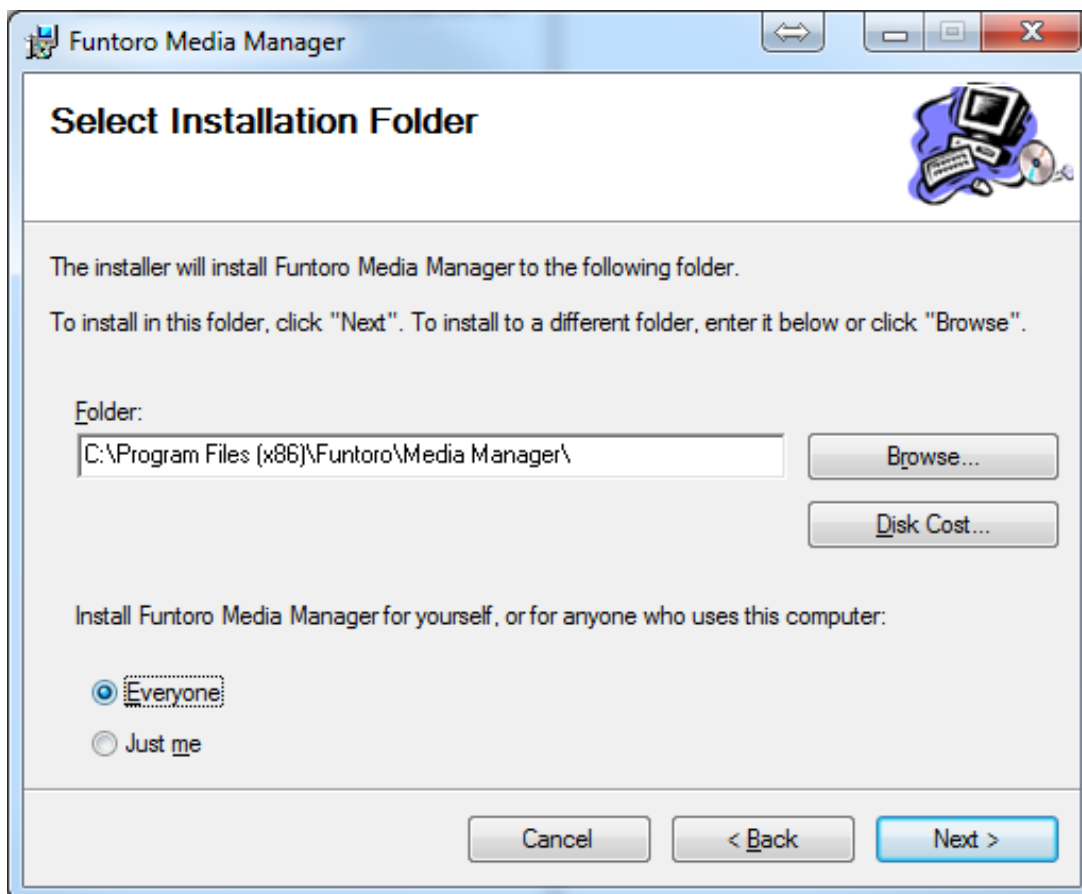 Funtoro Media Manager
Select Installation Folder
The installer will install Funtoro Media Manager to the following folder.
To install in this folder, click "Next". To install to a different folder, enter it below or click "Browse".
Folder:
C:\Program Files (x86)\Funtoro\Media Manager\
Browse...
Disk Cost...
Install Funtoro Media Manager for yourself, or for anyone who uses this computer:
Everyone
Just me
Cancel
< Back
Next >